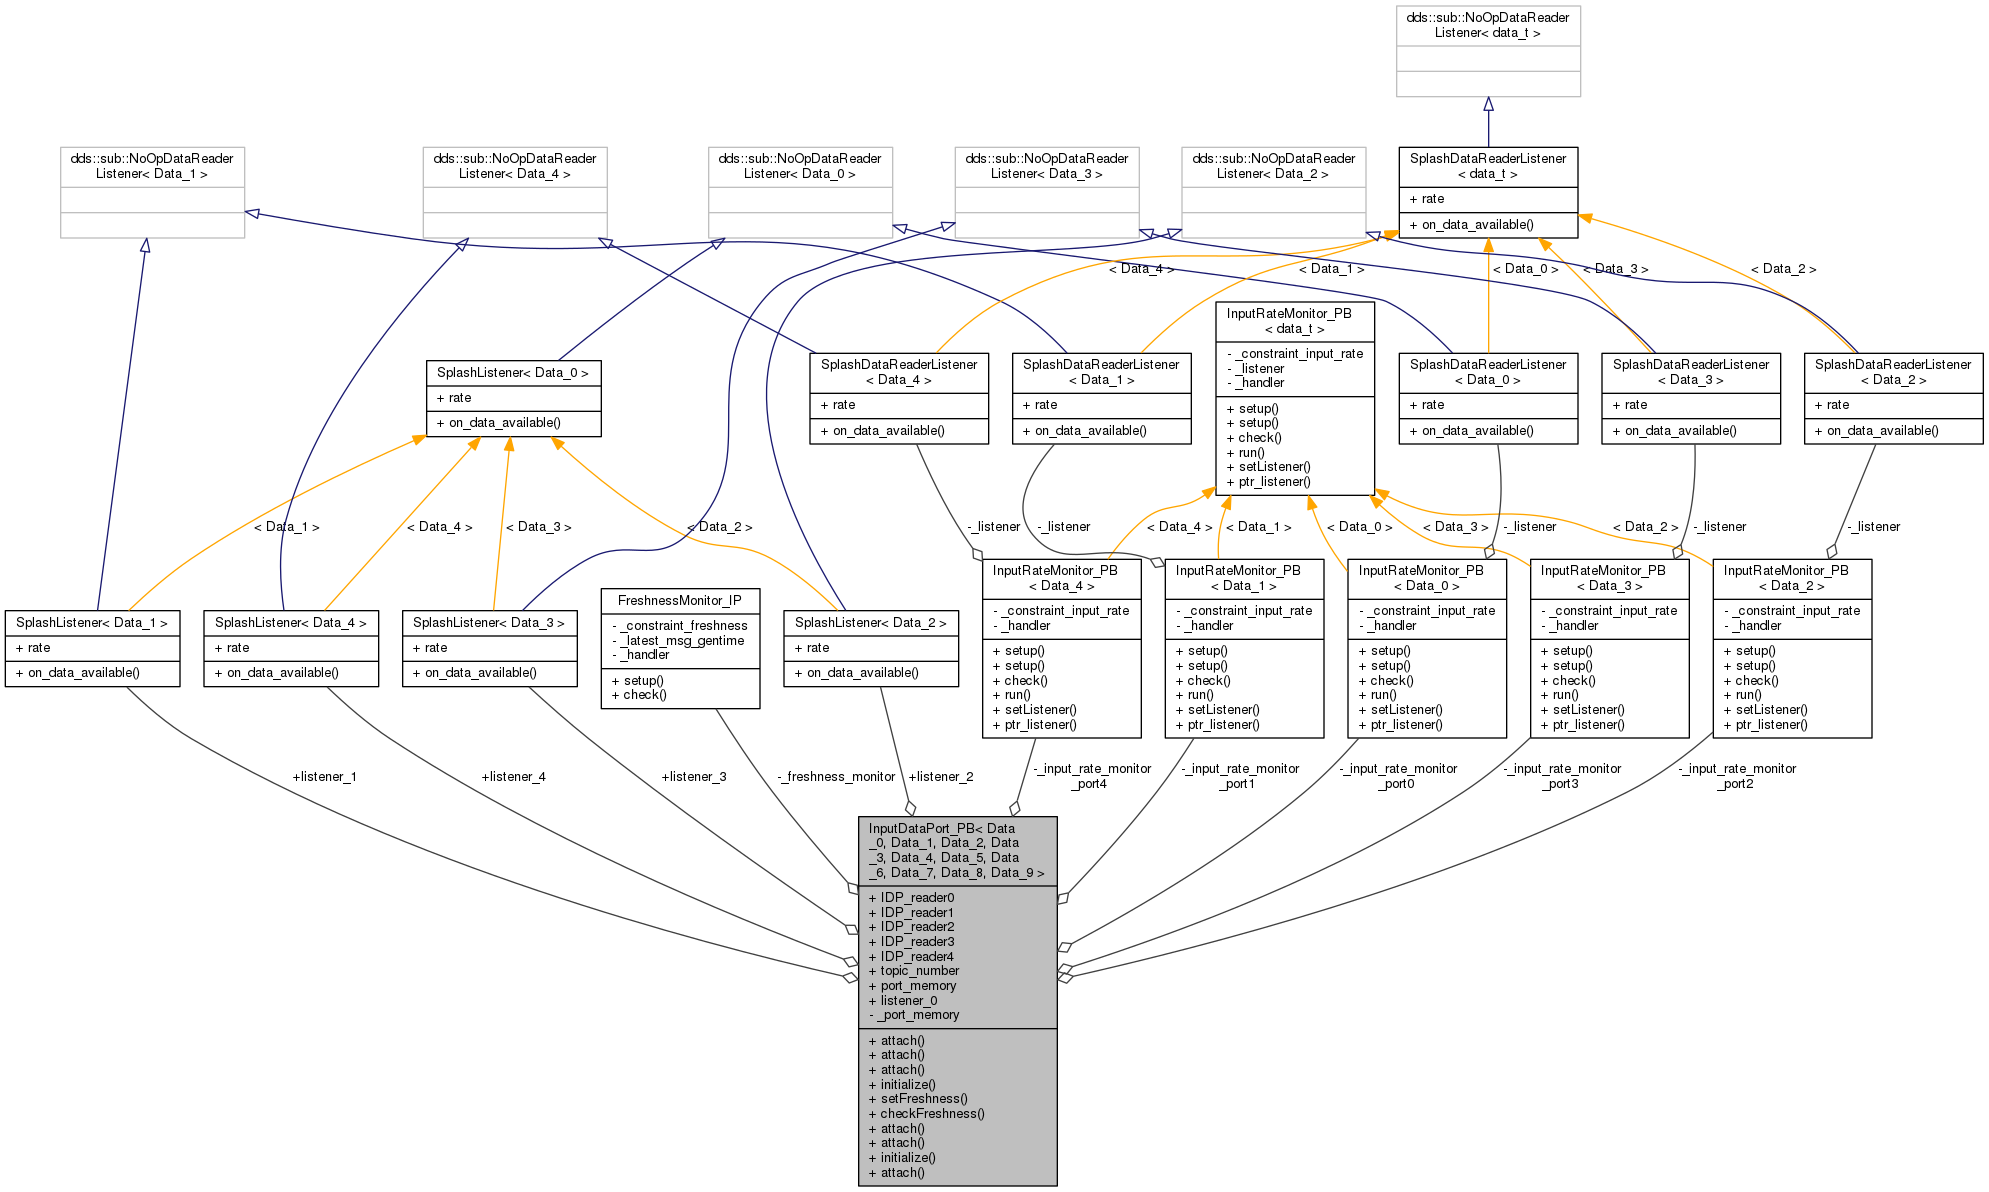 dds::sub::NoOpDataReader
Listener< data_t >
dds::sub::NoOpDataReader
Listener< Data_1 >
dds::sub::NoOpDataReader
Listener< Data_4 >
dds::sub::NoOpDataReader
Listener< Data_0 >
dds::sub::NoOpDataReader
Listener< Data_3 >
dds::sub::NoOpDataReader
Listener< Data_2 >
SplashDataReaderListener
< data_t >
+ rate
+ on_data_available()
< Data_4 >
< Data_1 >
< Data_0 >
< Data_3 >
< Data_2 >
InputRateMonitor_PB
< data_t >
- _constraint_input_rate
- _listener
- _handler
+ setup()
+ setup()
+ check()
+ run()
+ setListener()
+ ptr_listener()
SplashListener< Data_0 >
+ rate
+ on_data_available()
SplashDataReaderListener
< Data_4 >
+ rate
+ on_data_available()
SplashDataReaderListener
< Data_1 >
+ rate
+ on_data_available()
SplashDataReaderListener
< Data_0 >
+ rate
+ on_data_available()
SplashDataReaderListener
< Data_3 >
+ rate
+ on_data_available()
SplashDataReaderListener
< Data_2 >
+ rate
+ on_data_available()
< Data_1 >
< Data_4 >
< Data_3 >
< Data_2 >
-_listener
-_listener
< Data_4 >
< Data_1 >
< Data_0 >
< Data_3 >
-_listener
< Data_2 >
-_listener
-_listener
SplashListener< Data_1 >
+ rate
+ on_data_available()
SplashListener< Data_4 >
+ rate
+ on_data_available()
SplashListener< Data_3 >
+ rate
+ on_data_available()
FreshnessMonitor_IP
- _constraint_freshness
- _latest_msg_gentime
- _handler
+ setup()
+ check()
SplashListener< Data_2 >
+ rate
+ on_data_available()
InputRateMonitor_PB
< Data_4 >
- _constraint_input_rate
- _handler
+ setup()
+ setup()
+ check()
+ run()
+ setListener()
+ ptr_listener()
InputRateMonitor_PB
< Data_1 >
- _constraint_input_rate
- _handler
+ setup()
+ setup()
+ check()
+ run()
+ setListener()
+ ptr_listener()
InputRateMonitor_PB
< Data_0 >
- _constraint_input_rate
- _handler
+ setup()
+ setup()
+ check()
+ run()
+ setListener()
+ ptr_listener()
InputRateMonitor_PB
< Data_3 >
- _constraint_input_rate
- _handler
+ setup()
+ setup()
+ check()
+ run()
+ setListener()
+ ptr_listener()
InputRateMonitor_PB
< Data_2 >
- _constraint_input_rate
- _handler
+ setup()
+ setup()
+ check()
+ run()
+ setListener()
+ ptr_listener()
+listener_1
+listener_4
+listener_3
-_freshness_monitor
+listener_2
-_input_rate_monitor
_port4
-_input_rate_monitor
_port1
-_input_rate_monitor
_port0
-_input_rate_monitor
_port3
-_input_rate_monitor
_port2
InputDataPort_PB< Data
_0, Data_1, Data_2, Data
_3, Data_4, Data_5, Data
_6, Data_7, Data_8, Data_9 >
+ IDP_reader0
+ IDP_reader1
+ IDP_reader2
+ IDP_reader3
+ IDP_reader4
+ topic_number
+ port_memory
+ listener_0
- _port_memory
+ attach()
+ attach()
+ attach()
+ initialize()
+ setFreshness()
+ checkFreshness()
+ attach()
+ attach()
+ initialize()
+ attach()